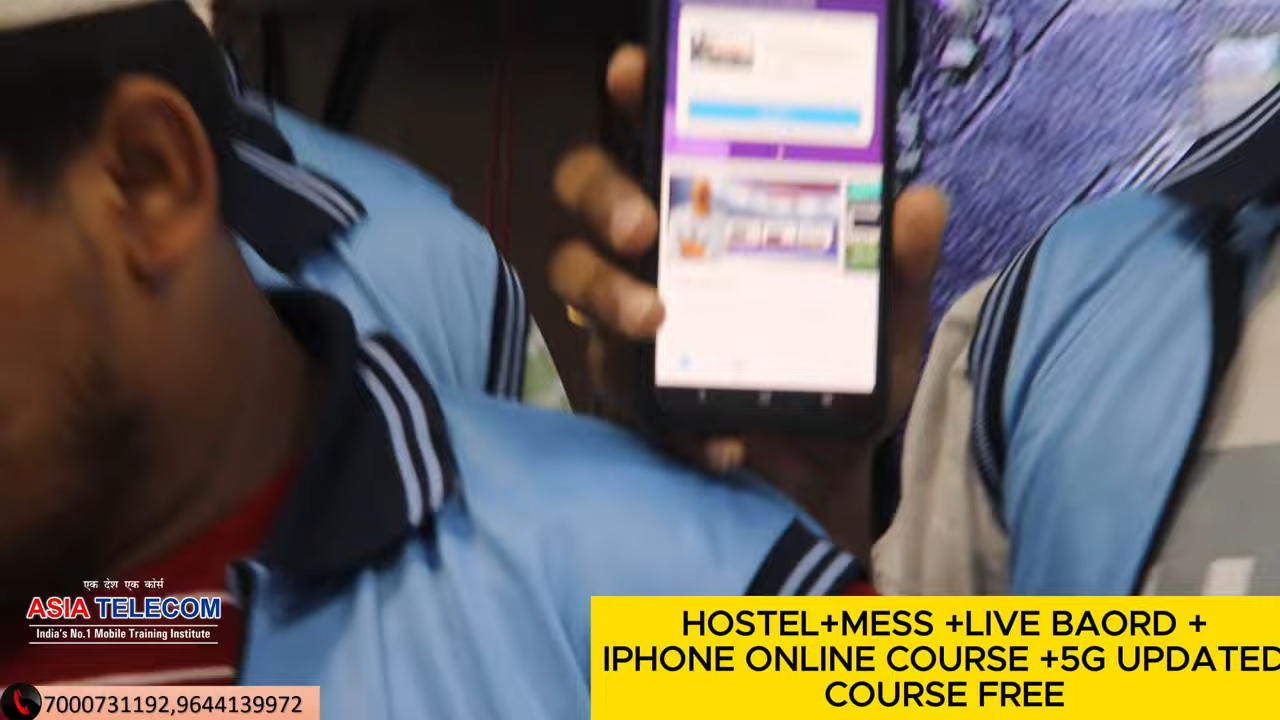 एक देश एक कोर्स
ASIA TELECOM
India's No.1 Mobile Training Institute
7000731192,9644139972
HOSTEL+MESS +LIVE BAORD +
IPHONE ONLINE COURSE +5G UPDATED
COURSE FREE